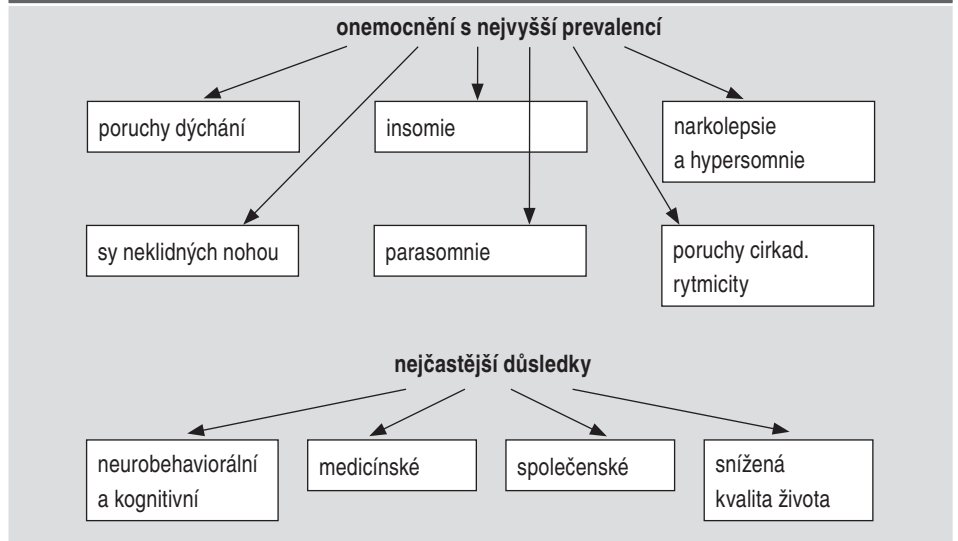 onemocnění s nejvyšší prevalencí
poruchy dýchání
insomie
narkolepsie
a hypersomnie
sy neklidných nohou
parasomnie
poruchy cirkad.
rytmicity
nejčastější důsledky
neurobehaviorální
a kognitivní
medicínské
společenské
snížená
kvalita života